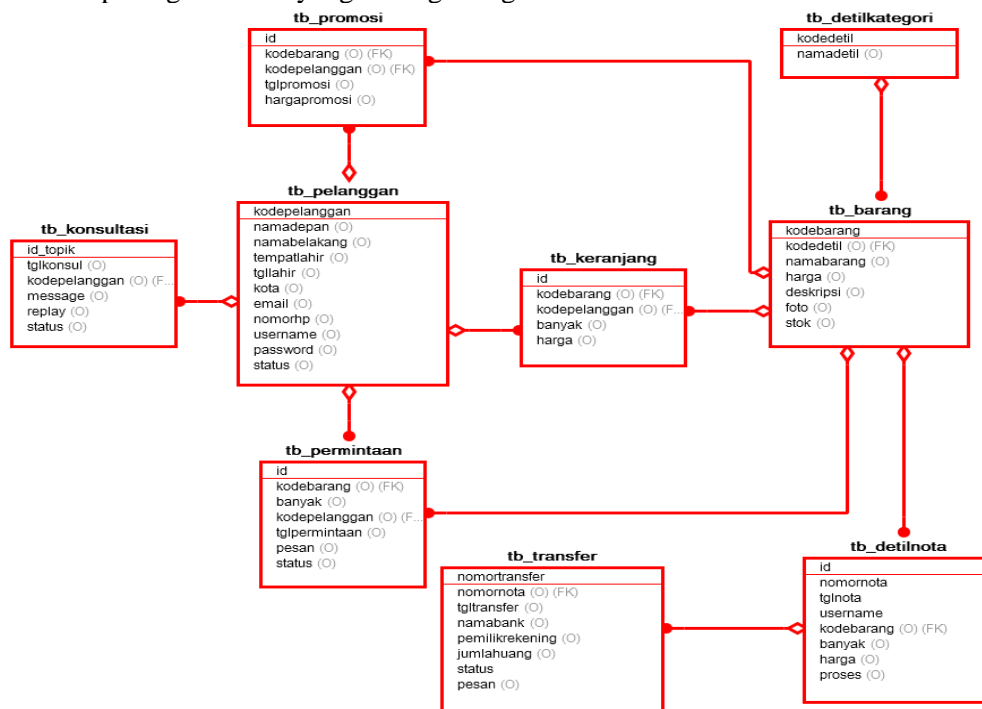 tb_promosi
id
kodebarang (O) (FK)
kodepelanggan (O) (FK)
tglpromosi (O)
hargapromosi (O)
tb_detilkategori
kodedetil
namadetil (O)
tb_pelanggan
kodepelanggan
namadepan (O)
namabelakang (O)
tempatlahir (O)
tgllahir (O)
kota (O)
email (O)
nomorhp (O)
username (O)
password (O)
status (O)
tb_konsultasi
id_topik
tglkonsul (O)
kodepelanggan (O) (F...
message (O)
replay (O)
status (O)
tb_keranjang
id
kodebarang (O) (FK)
kodepelanggan (O) (F...
banyak (O)
harga (O)
tb_barang
kodebarang
kodedetil (O) (FK)
namabarang (O)
harga (O)
deskripsi (O)
foto (O)
stok (O)
tb_permintaan
id
kodebarang (O) (FK)
banyak (O)
kodepelanggan (O) (F...
tglpermintaan (O)
pesan (O)
status (O)
tb_transfer
nomortransfer
nomornota (O) (FK)
tgltransfer (O)
namabank (O)
pemilikrekening (O)
jumlahuang (O)
status
pesan (O)
tb_detilnota
id
nomornota
tglnota
username
kodebarang (O) (FK)
banyak (O)
harga (O)
proses (O)